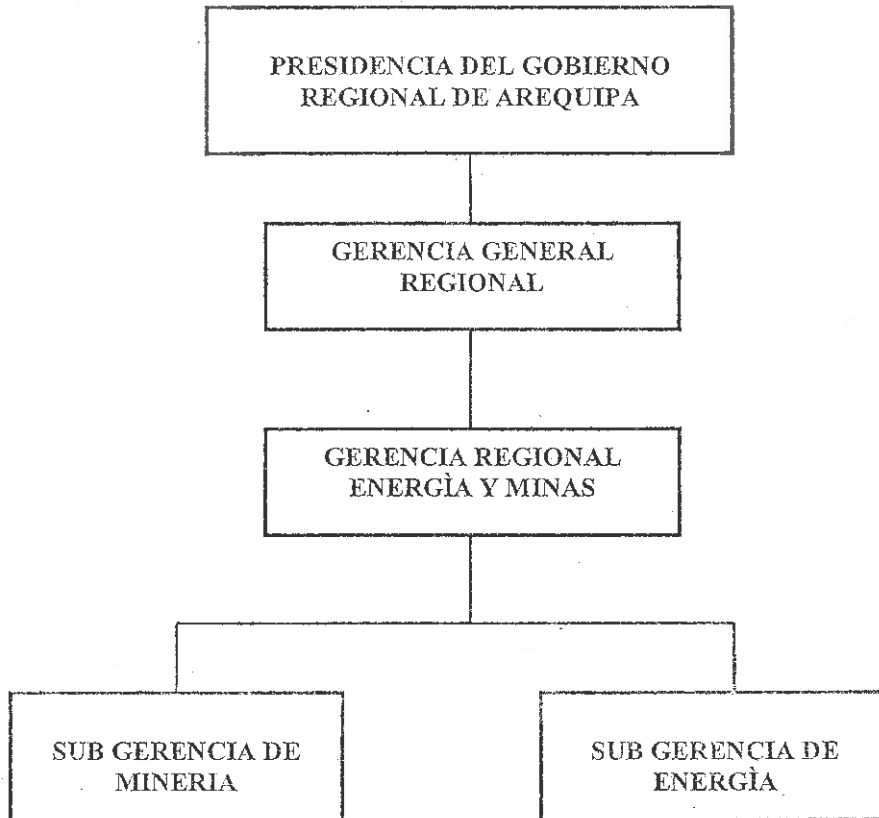 PRESIDENCIA DEL GOBIERNO
REGIONAL DE AREQUIPA
GERENCIA GENERAL
REGIONAL
GERENCIA REGIONAL
ENERGÌA Y MINAS
SUB GERENCIA DE
MINERIA
SUB GERENCIA DE
ENERGÌA